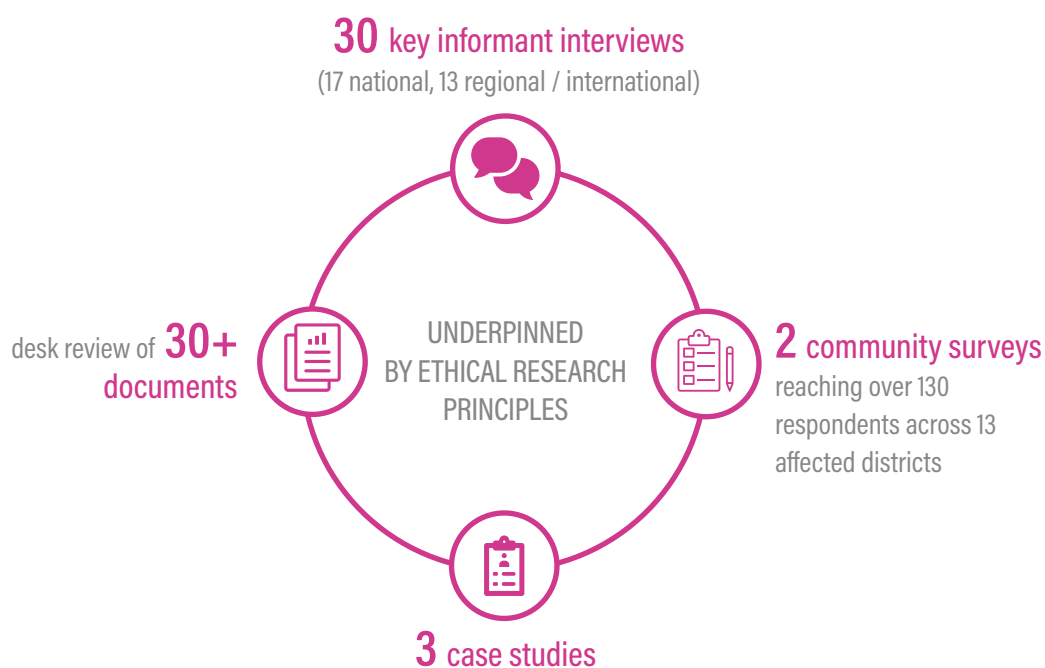 30 key informant interviews
(17 national, 13 regional / international)
desk review of 30+
documents
UNDERPINNED
BY ETHICAL RESEARCH
PRINCIPLES
2 community surveys
reaching over 130
respondents across 13
affected districts
3 case studies